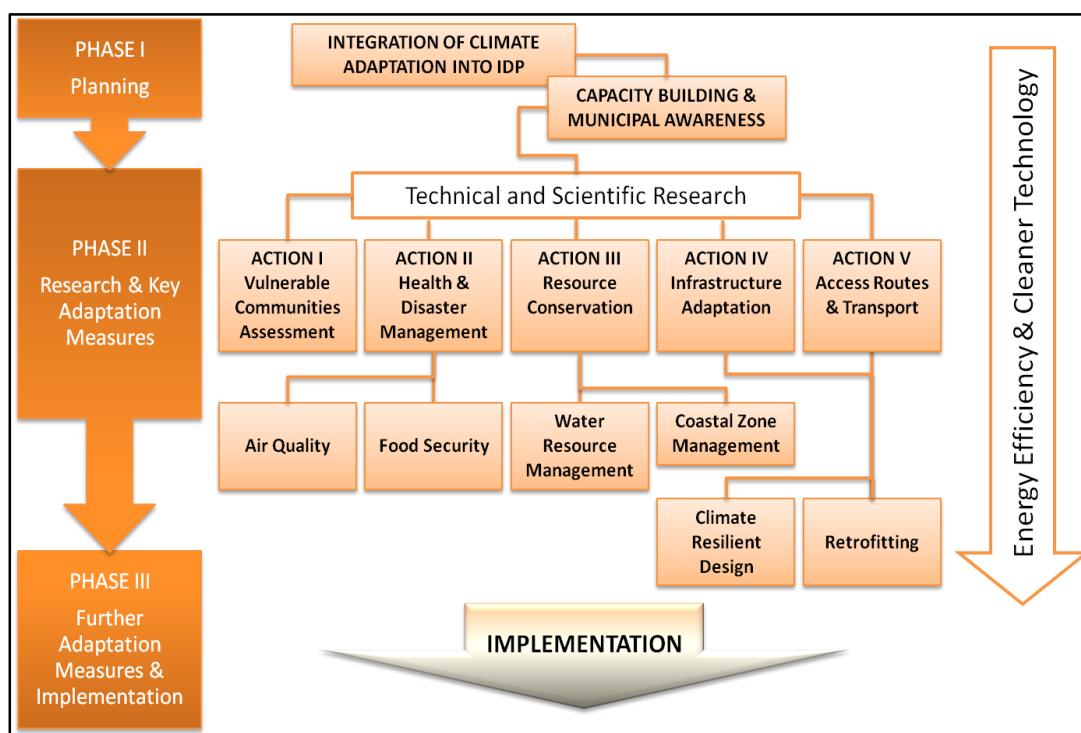 PHASE I
Planning
INTEGRATION OF CLIMATE
ADAPTATION INTO IDP
CAPACITY BUILDING &
MUNICIPAL AWARENESS
PHASE II
Research & Key
Adaptation
Measures
Technical and Scientific Research
ACTION I
Vulnerable
Communities
Assessment
ACTION II
Health &
Disaster
Management
ACTION III
Resource
Conservation
ACTION IV
Infrastructure
Adaptation
ACTION V
Access Routes
& Transport
Air Quality
Food Security
Water
Resource
Management
Coastal Zone
Management
Climate
Resilient
Design
Retrofitting
PHASE III
Further
Adaptation
Measures &
Implementation
IMPLEMENTATION
Energy Efficiency & Cleaner Technology